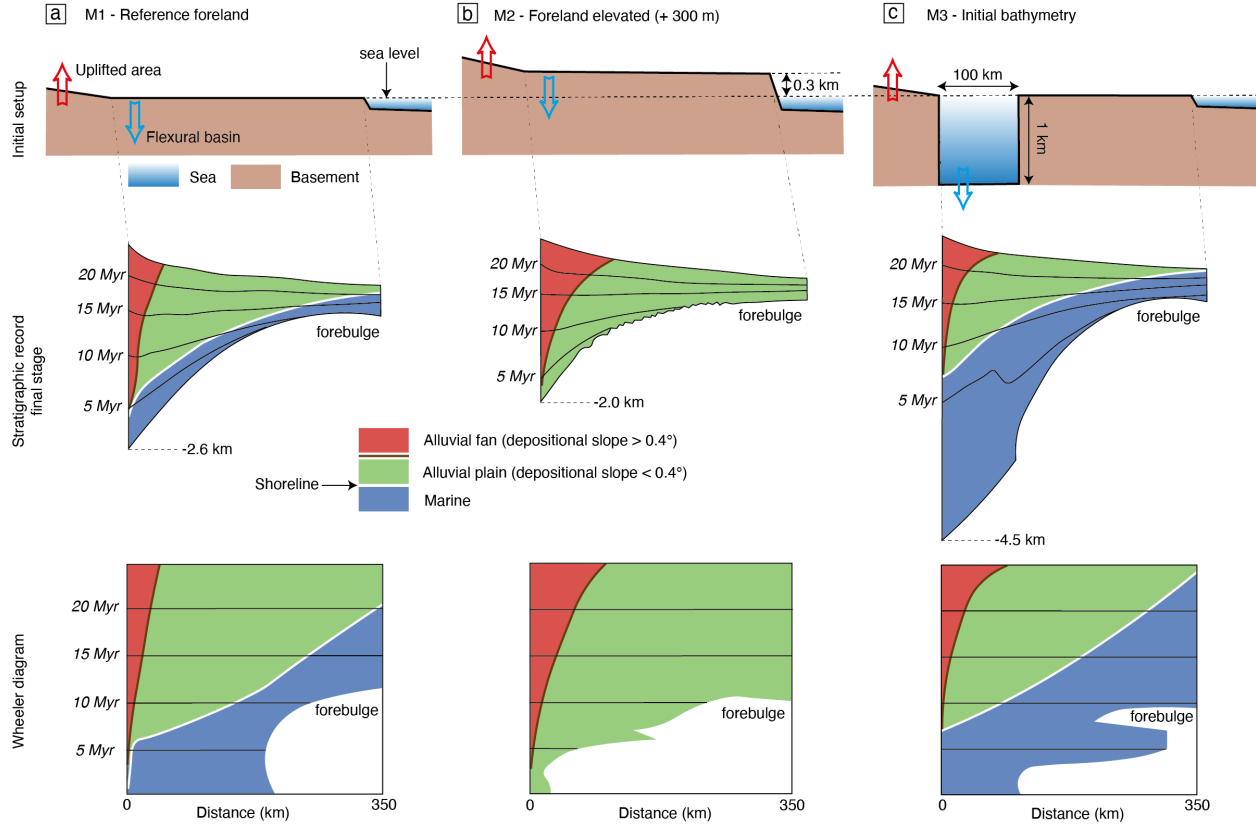 a M1 - Reference foreland
b M2 - Foreland elevated (+ 300 m)
c M3 - Initial bathymetry
Initial setup
Uplifted area
sea level
Flexural basin
Sea
Basement
0.3 km
100 km
1 km
Stratigraphic record
final stage
20 Myr
15 Myr
10 Myr
5 Myr
forebulge
-2.6 km
20 Myr
15 Myr
10 Myr
5 Myr
forebulge
-2.0 km
20 Myr
15 Myr
10 Myr
5 Myr
forebulge
-4.5 km
Alluvial fan (depositional slope > 0.4°)
Alluvial plain (depositional slope < 0.4°)
Shoreline
Marine
Wheeler diagram
20 Myr
15 Myr
10 Myr
5 Myr
forebulge
0
Distance (km)
350
forebulge
0
Distance (km)
350
forebulge
0
Distance (km)
350